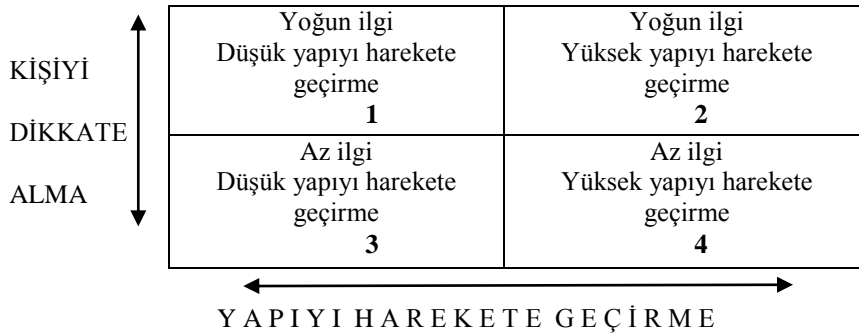 KİŞİYİ
DİKKATE
ALMA
Yoğun ilgi
Düşük yapıyı harekete
geçirme
1
Yoğun ilgi
Yüksek yapıyı harekete
geçirme
2
Az ilgi
Düşük yapıyı harekete
geçirme
3
Az ilgi
Yüksek yapıyı harekete
geçirme
4
Y A P I Y I H A R E K E T E G E Ç İ R M E